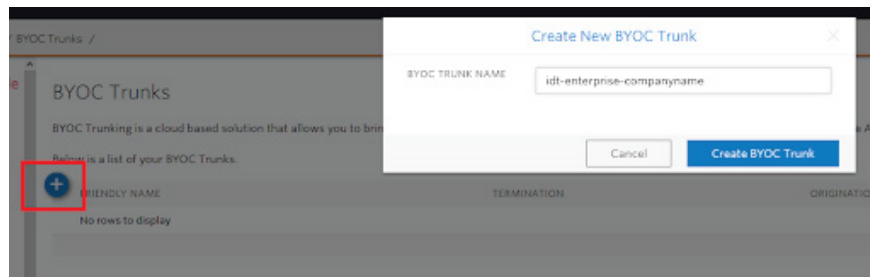 / BYOC Trunks /
Create New BYOC Trunk
BYOC TRUNK NAME
idt-enterprise-companyname
Cancel
Create BYOC Trunk
BYOC Trunks
BYOC Trunking is a cloud based solution that allows you to brin
Below is a list of your BYOC Trunks.
FRIENDLY NAME TERMINATION ORIGINATIO
No rows to display